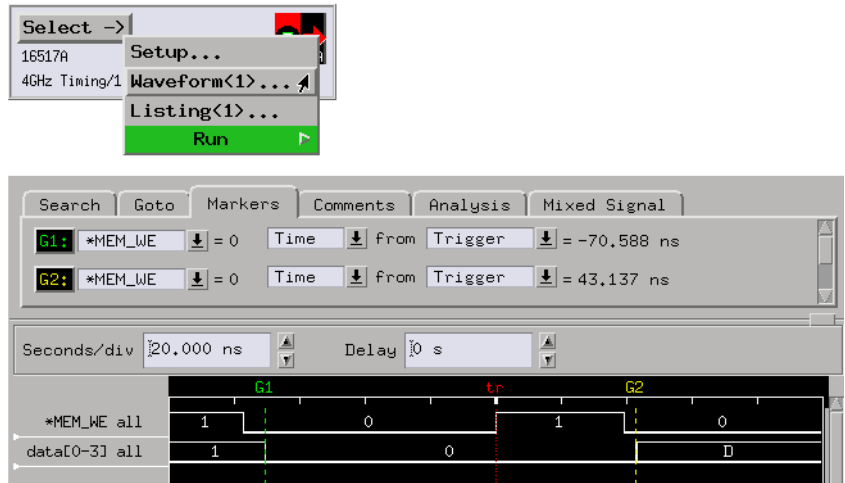 Select ->
16517A
4GHz Timing/1
Setup...
Waveform<1>...
Listing<1>...
Run
Search Goto Markers Comments Analysis Mixed Signal
G1: *MEM_WE = 0 Time from Trigger = -70.588 ns
G2: *MEM_WE = 0 Time from Trigger = 43.137 ns
Seconds/div 20.000 ns Delay 0 s
G1 tr G2
*MEM_WE all 1 0 1 0
data[0-3] all 1 0 D